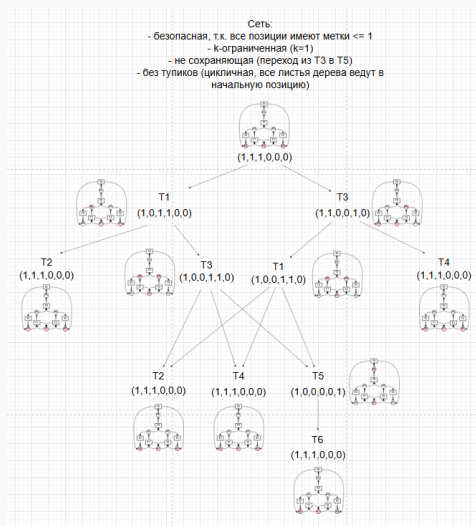 Сеть:
- безопасная, т.к. все позиции имеют метки <= 1
- k-ограниченная (k=1)
- не сохраняющая (переход из T3 в T5)
- без тупиков (цикличная, все листья дерева ведут в
начальную позицию)
(1,1,1,0,0,0)
T1
(1,0,1,1,0,0)
T3
(1,1,0,0,1,0)
T2
(1,1,1,0,0,0)
T3
(1,0,0,1,1,0)
T1
(1,0,0,1,1,0)
T4
(1,1,1,0,0,0)
T2
(1,1,1,0,0,0)
T4
(1,1,1,0,0,0)
T5
(1,0,0,0,0,1)
T6
(1,1,1,0,0,0)